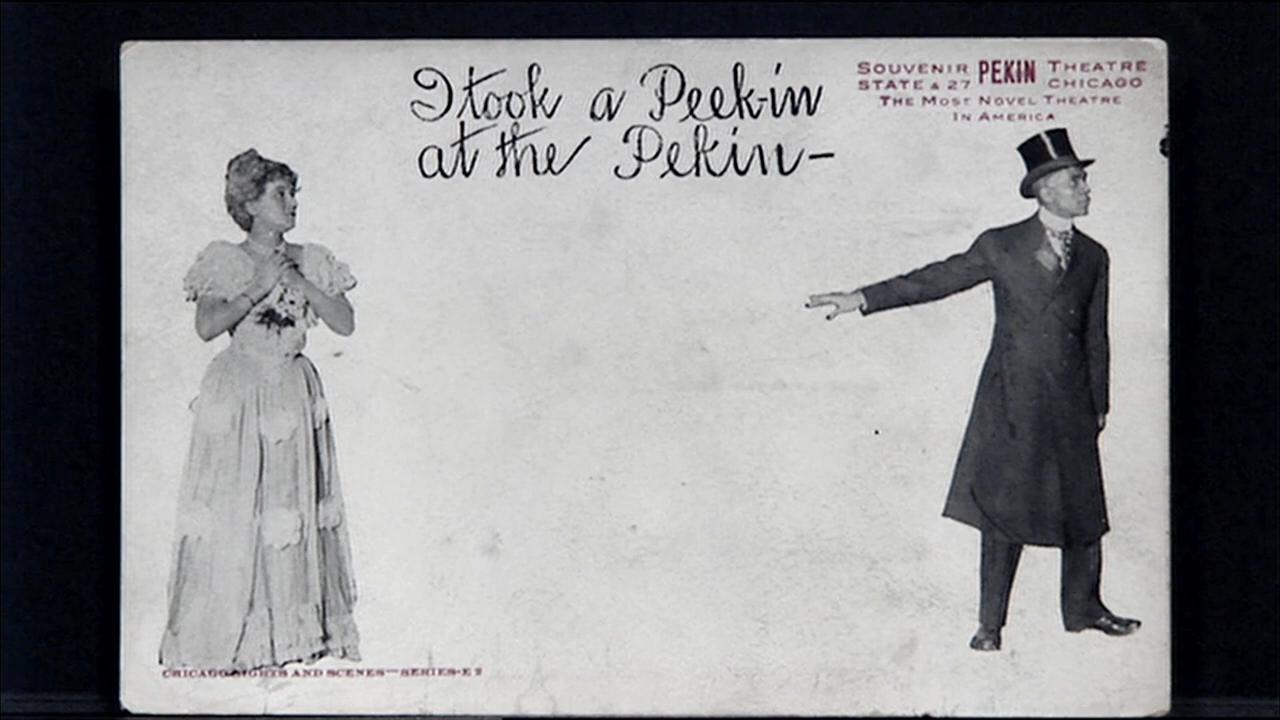 I took a Peek-in
at the Pekin-
SOUVENIR PEKIN THEATRE
STATE & 27 CHICAGO
THE MOST NOVEL THEATRE
IN AMERICA
CHICAGO SIGHTS AND SCENES—SERIES-E 2